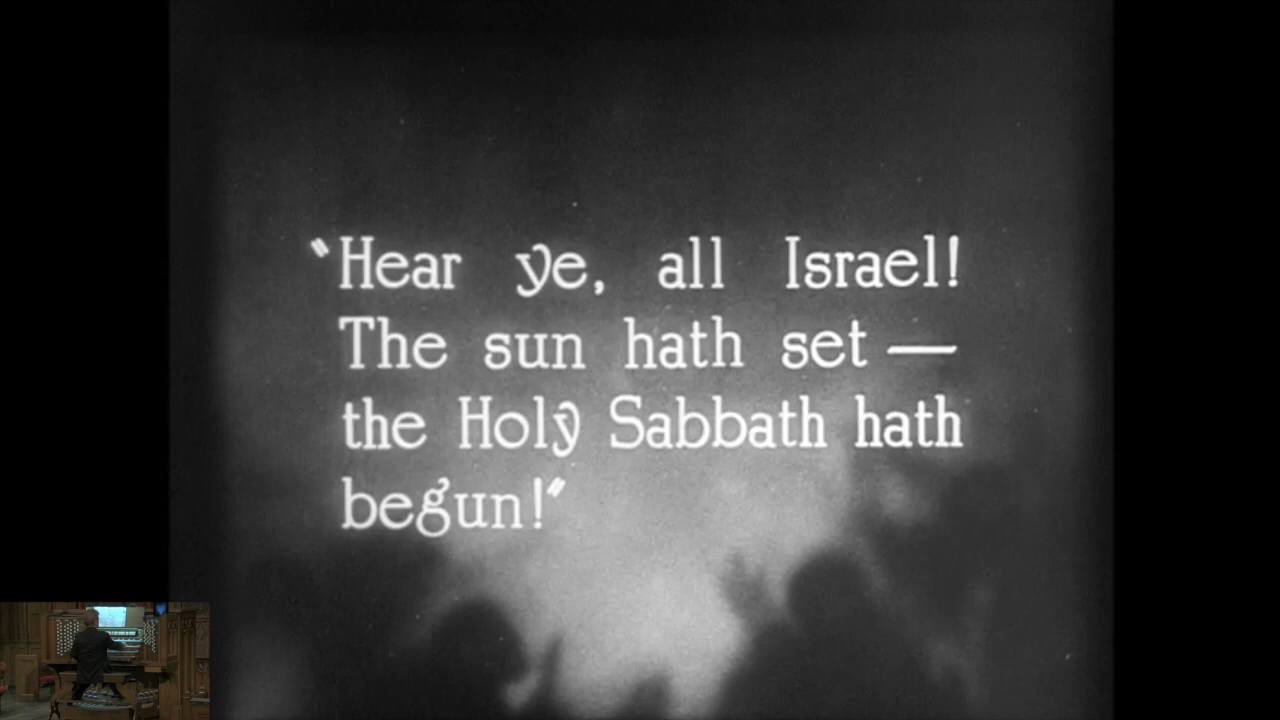 “Hear ye, all Israel!
The sun hath set —
the Holy Sabbath hath
begun!”